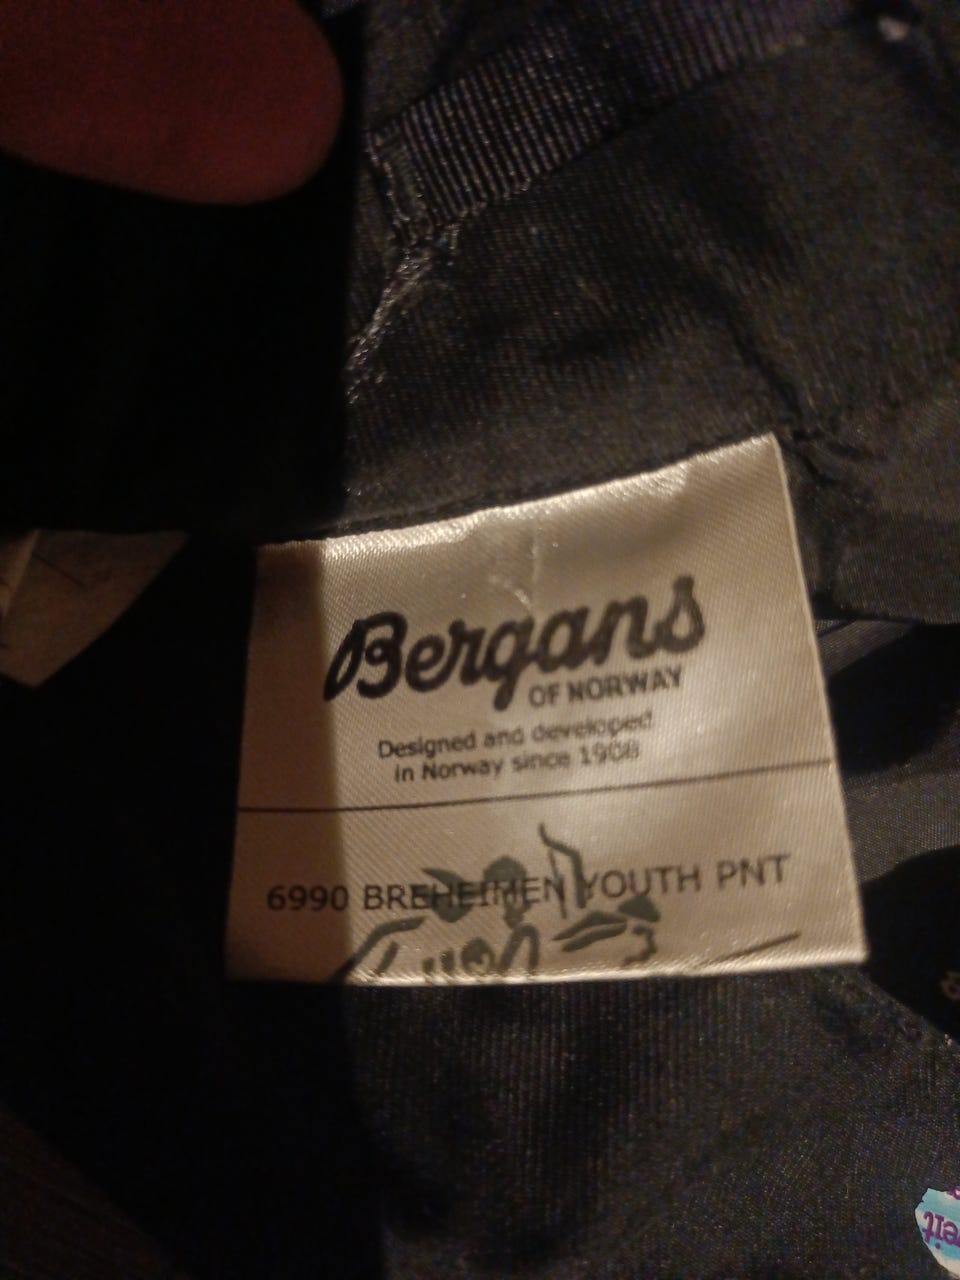 Bergans
OF NORWAY
Designed and developed
in Norway since 1908
6990 BREHEIMEN YOUTH PNT